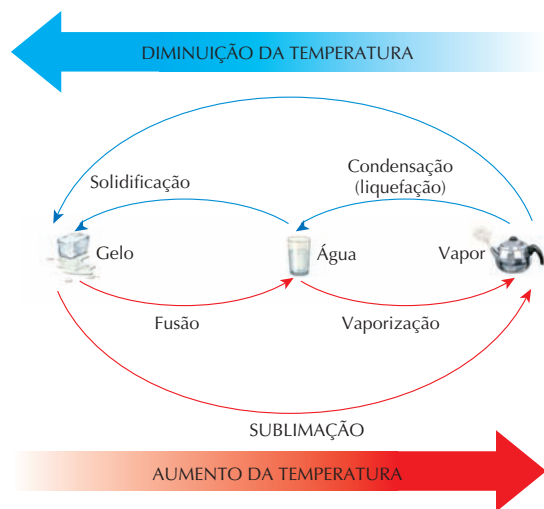 DIMINUIÇÃO DA TEMPERATURA
Solidificação
Condensação
(liquefação)
Gelo
Água
Vapor
Fusão
Vaporização
SUBLIMAÇÃO
AUMENTO DA TEMPERATURA